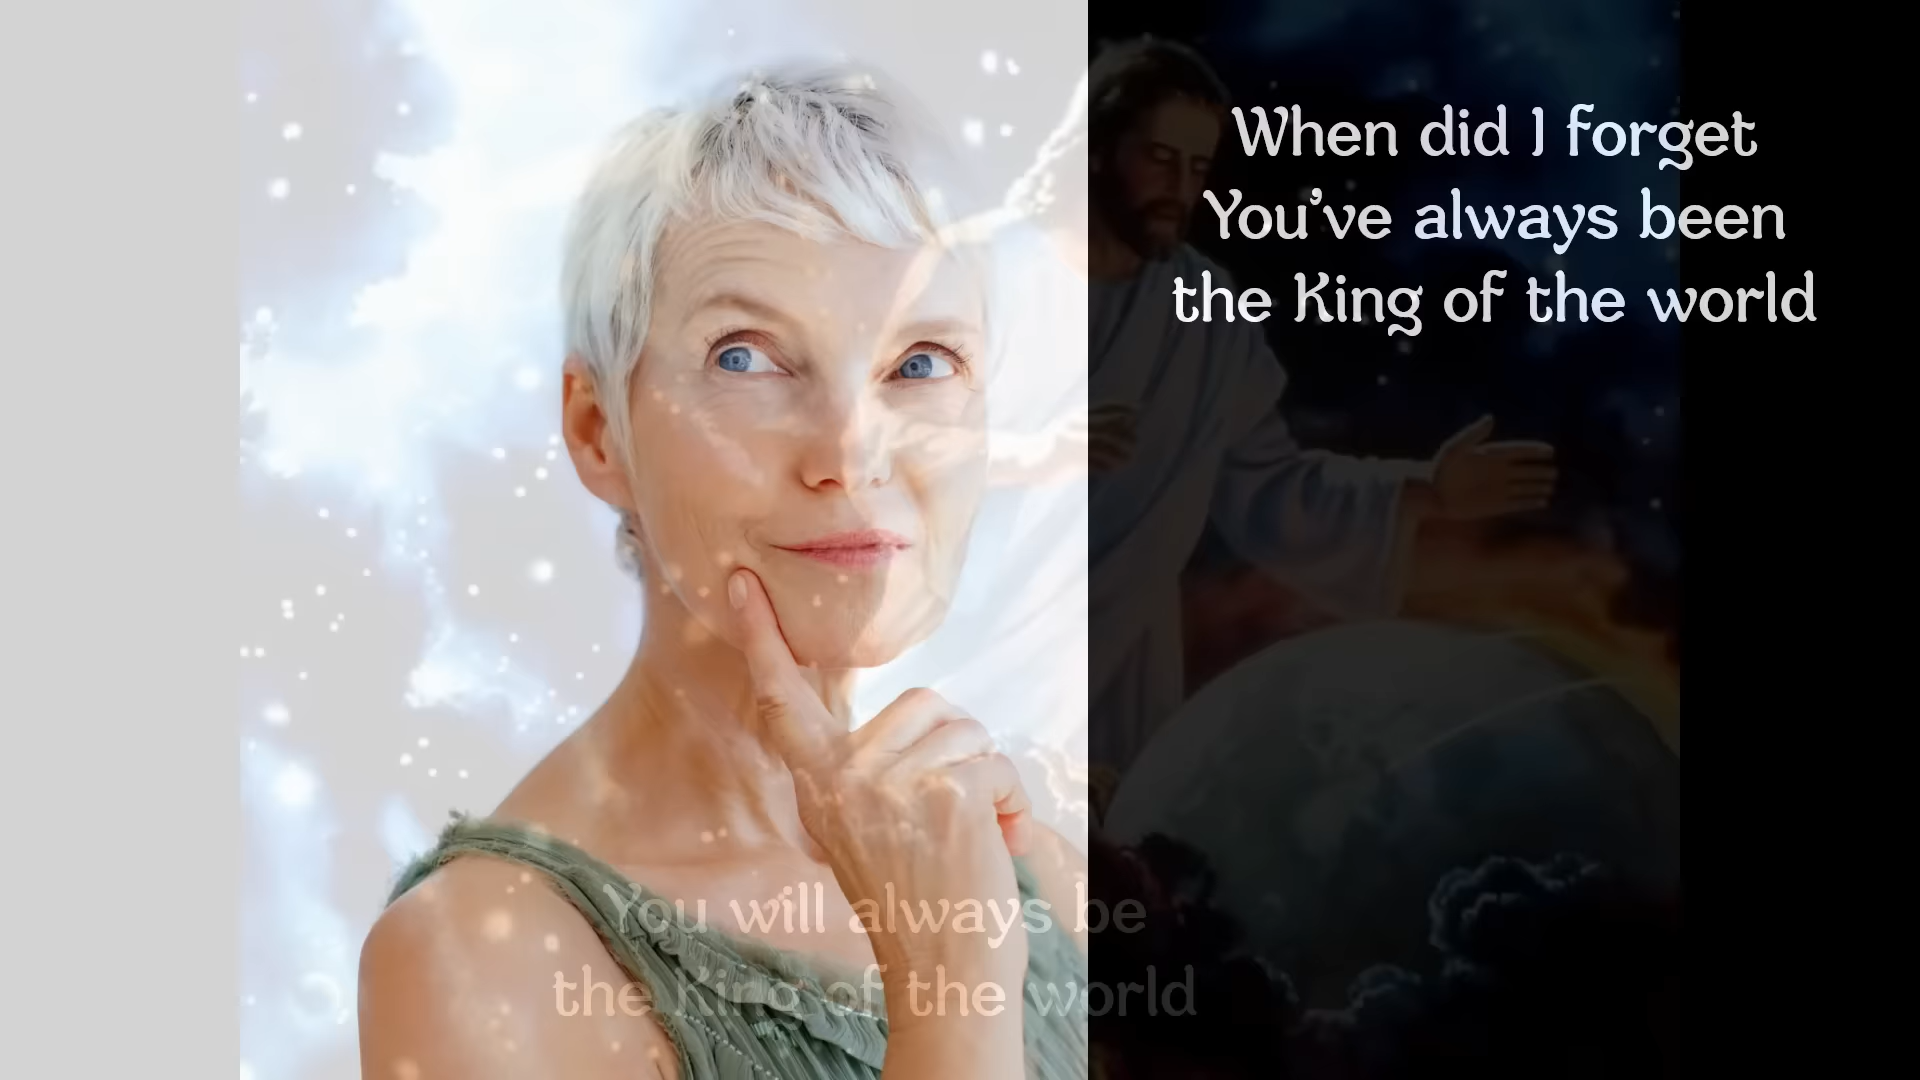 When did I forget
You've always been
the King of the world
You will always be
the King of the world